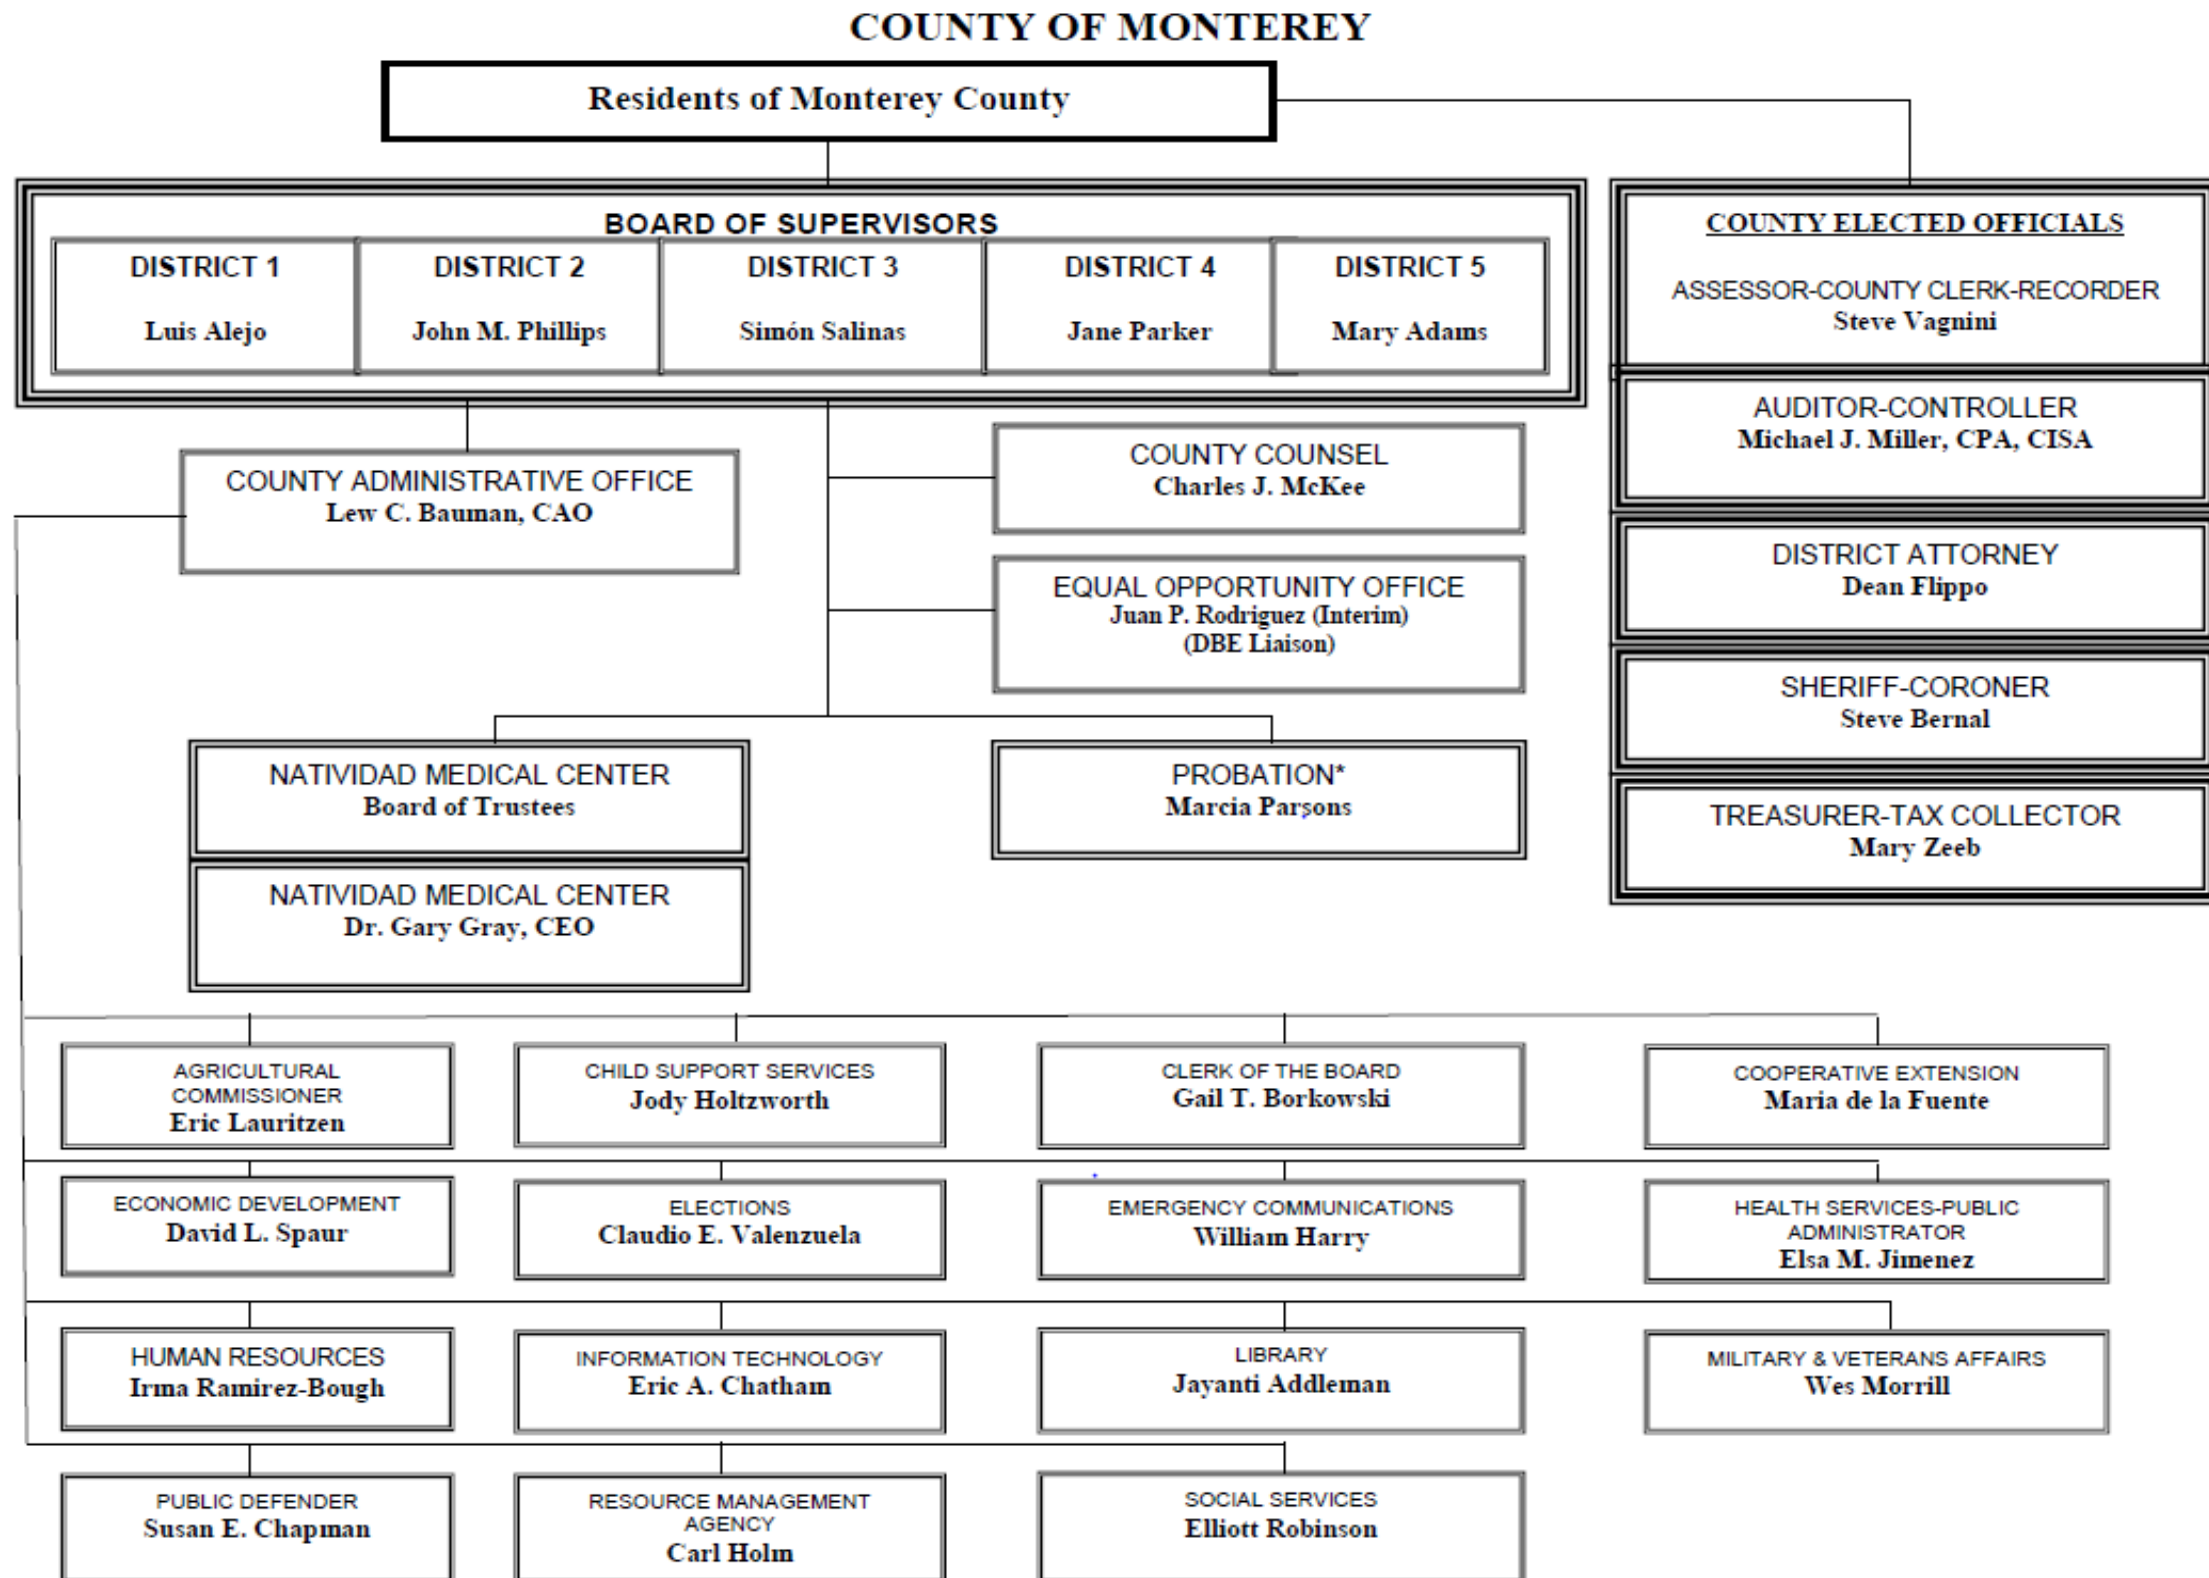 COUNTY OF MONTEREY
Residents of Monterey County
BOARD OF SUPERVISORS
DISTRICT 1
Luis Alejo
DISTRICT 2
John M. Phillips
DISTRICT 3
Simón Salinas
DISTRICT 4
Jane Parker
DISTRICT 5
Mary Adams
COUNTY ELECTED OFFICIALS
ASSESSOR-COUNTY CLERK-RECORDER
Steve Vagnini
AUDITOR-CONTROLLER
Michael J. Miller, CPA, CISA
DISTRICT ATTORNEY
Dean Flippo
SHERIFF-CORONER
Steve Bernal
TREASURER-TAX COLLECTOR
Mary Zeeb
COUNTY ADMINISTRATIVE OFFICE
Lew C. Bauman, CAO
COUNTY COUNSEL
Charles J. McKee
EQUAL OPPORTUNITY OFFICE
Juan P. Rodriguez (Interim)
(DBE Liaison)
NATIVIDAD MEDICAL CENTER
Board of Trustees
PROBATION*
Marcia Parsons
NATIVIDAD MEDICAL CENTER
Dr. Gary Gray, CEO
AGRICULTURAL
COMMISSIONER
Eric Lauritzen
CHILD SUPPORT SERVICES
Jody Holtzworth
CLERK OF THE BOARD
Gail T. Borkowski
COOPERATIVE EXTENSION
Maria de la Fuente
ECONOMIC DEVELOPMENT
David L. Spaur
ELECTIONS
Claudio E. Valenzuela
EMERGENCY COMMUNICATIONS
William Harry
HEALTH SERVICES-PUBLIC
ADMINISTRATOR
Elsa M. Jimenez
HUMAN RESOURCES
Irma Ramirez-Bough
INFORMATION TECHNOLOGY
Eric A. Chatham
LIBRARY
Jayanti Addleman
MILITARY & VETERANS AFFAIRS
Wes Morrill
PUBLIC DEFENDER
Susan E. Chapman
RESOURCE MANAGEMENT
AGENCY
Carl Holm
SOCIAL SERVICES
Elliott Robinson